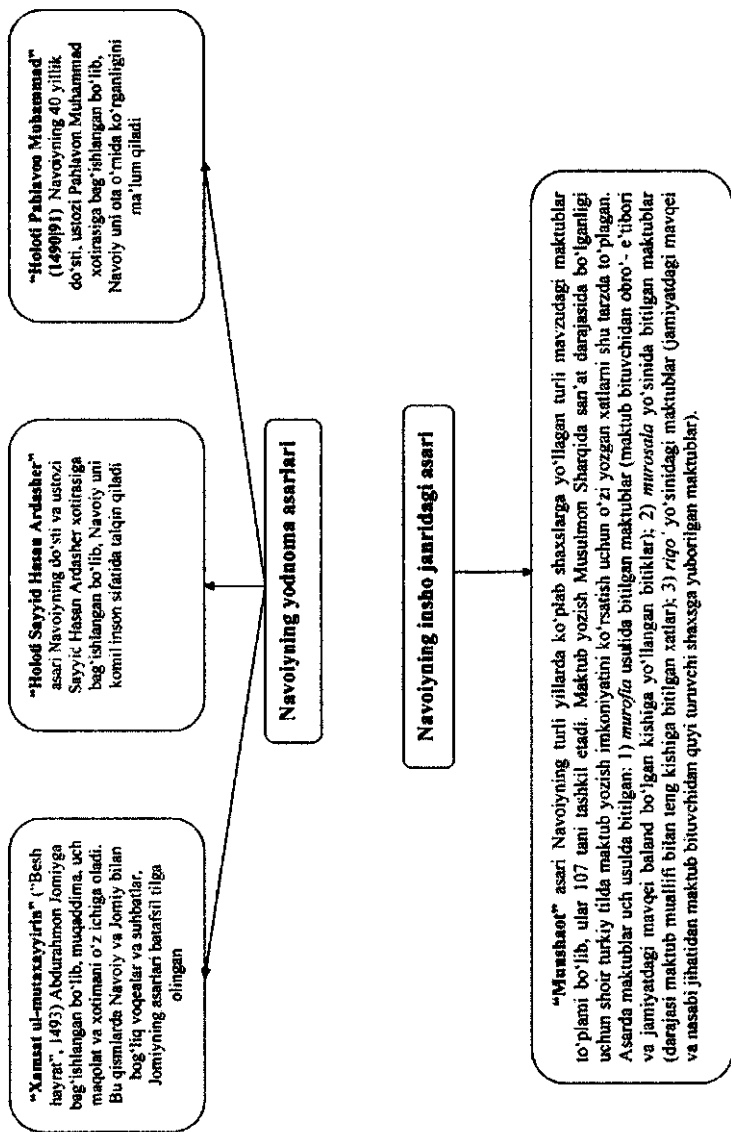 “Xamsat ul-mutaxayyirin” (“Besh
hayrat”, 1493) Abdurahmon Jomiyga
bag‘ishlangan bo‘lib, muqaddima, uch
maqolat va xotimani o‘z ichiga oladi.
Bu qismlarda Navoiy va Jomiy bilan
bog‘liq voqealar va suhbatlar,
Jomiyning asarlari batafsil tilga
olingan
“Holoti Sayyid Hasan Ardasher”
asari Navoiyning do‘sti va ustozi
Sayyid Hasan Ardasher xotirasiga
bag‘ishlangan bo‘lib, Navoiy uni
komil inson sifatida talqin qiladi
“Holoti Pahlavon Muhammad”
(1490|91) Navoiyning 40 yillik
do‘sti, ustozi Pahlavon Muhammad
xotirasiga bag‘ishlangan bo‘lib,
Navoiy uni ota o‘rnida ko‘rganligini
ma’lum qiladi
Navoiyning yodnoma asarlari
Navoiyning insho janridagi asari
“Munshaot” asari Navoiyning turli yillarda ko‘plab shaxslarga yo‘llagan turli mavzudagi maktublar
to‘plami bo‘lib, ular 107 tani tashkil etadi. Maktub yozish Musulmon Sharqida san’at darajasida bo‘lganligi
uchun shoir turkiy tilda maktub yozish imkoniyatini ko‘rsatish uchun o‘zi yozgan xatlarni shu tarzda to‘plagan.
Asarda maktublar uch usulda bitilgan: 1) murofia usulida bitilgan maktublar (maktub bituvchidan obro‘- e’tibori
va jamiyatdagi mavqei baland bo‘lgan kishiga yo‘llangan bitiklar); 2) murosala yo‘sinida bitilgan maktublar
(darajasi maktub muallifi bilan teng kishiga bitilgan xatlar); 3) riqo‘ yo‘sinidagi maktublar (jamiyatdagi mavqei
va nasabi jihatidan maktub bituvchidan quyi turuvchi shaxsga yuborilgan maktublar).